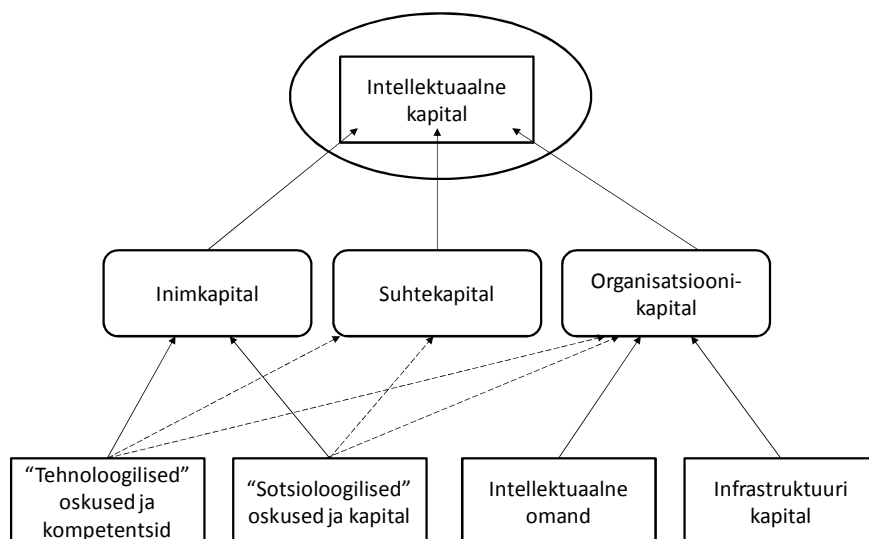 Intellektuaalne
kapital
Inimkapital
Suhtekapital
Organisatsiooni-
kapital
“Tehnoloogilised”
oskused ja
kompetentsid
“Sotsioloogilised”
oskused ja kapital
Intellektuaalne
omand
Infrastruktuuri
kapital